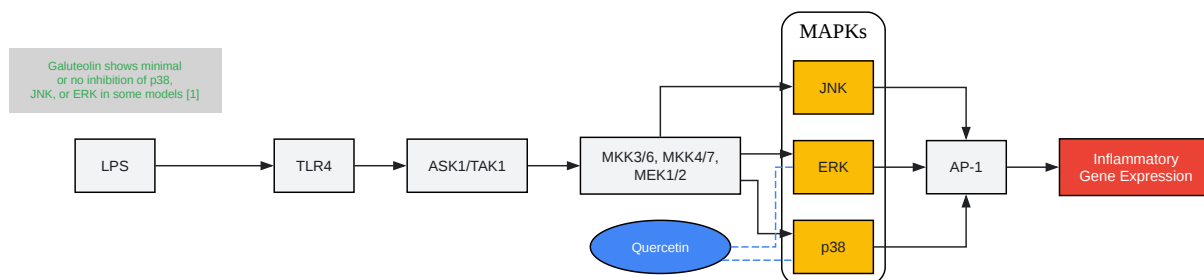 MAPKs
Galuteolin shows minimal
or no inhibition of p38,
JNK, or ERK in some models [1]
JNK
LPS
TLR4
ASK1/TAK1
MKK3/6, MKK4/7,
MEK1/2
ERK
AP-1
Inflammatory
Gene Expression
Quercetin
p38